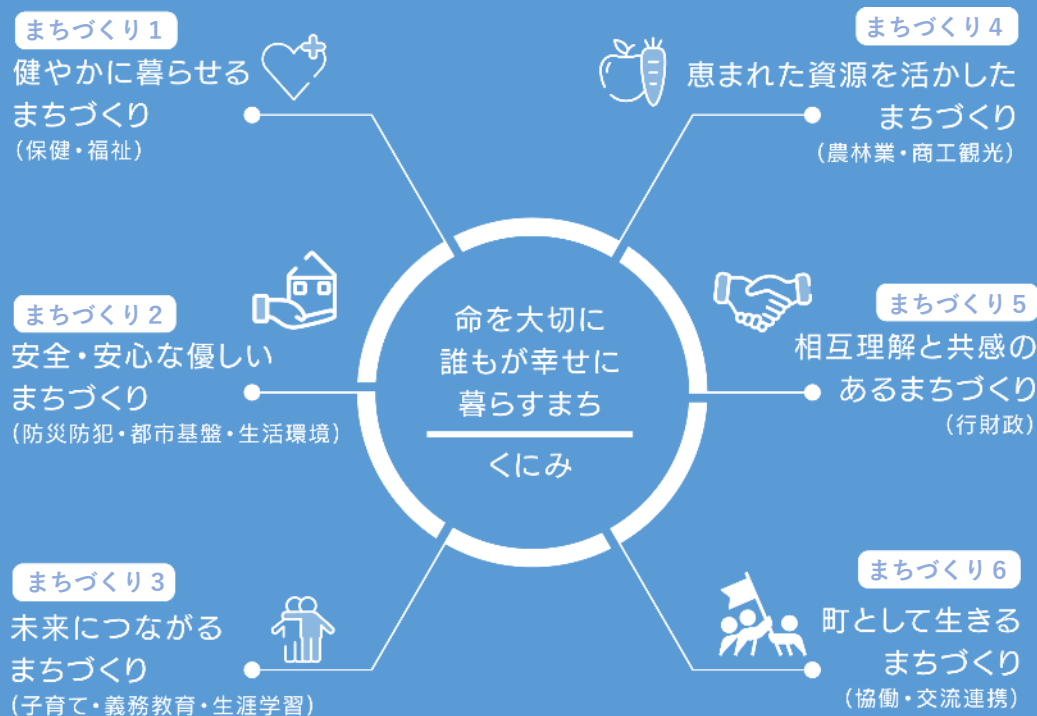 まちづくり1
健やかに暮らせる
まちづくり
（保健・福祉）
まちづくり2
安全・安心な優しい
まちづくり
（防災防犯・都市基盤・生活環境）
まちづくり3
未来につながる
まちづくり
（子育て・義務教育・生涯学習）
命を大切に
誰もが幸せに
暮らすまち
くにみ
まちづくり4
恵まれた資源を活かした
まちづくり
（農林業・商工観光）
まちづくり5
相互理解と共感の
あるまちづくり
（行財政）
まちづくり6
町として生きる
まちづくり
（協働・交流連携）